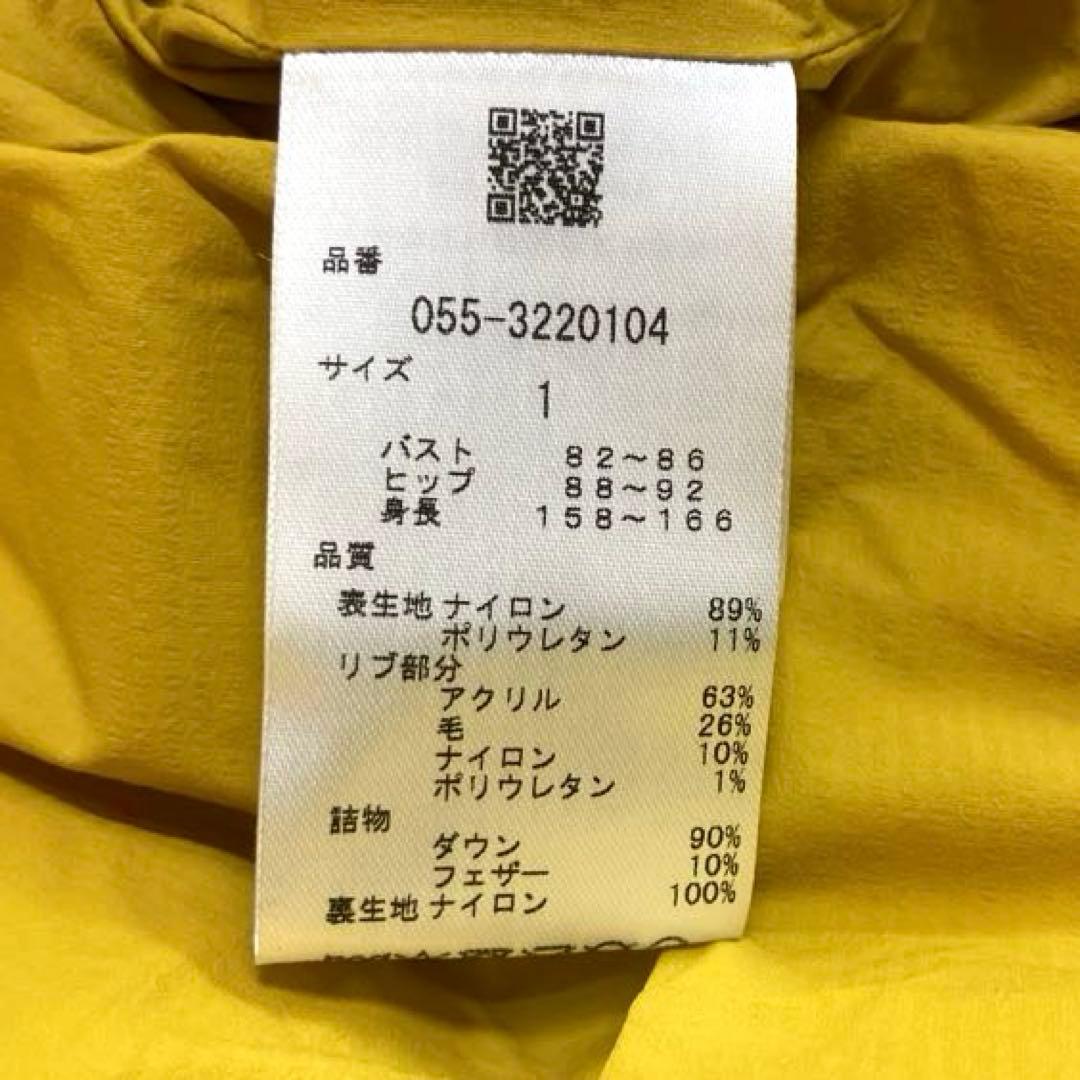 品番
055-3220104
サイズ
1
バスト 82~86
ヒップ 88~92
身長 158~166
品質
表生地 ナイロン 89%
ポリウレタン 11%
リブ部分
アクリル 63%
毛 26%
ナイロン 10%
ポリウレタン 1%
詰物
ダウン 90%
フェザー 10%
裏生地 ナイロン 100%